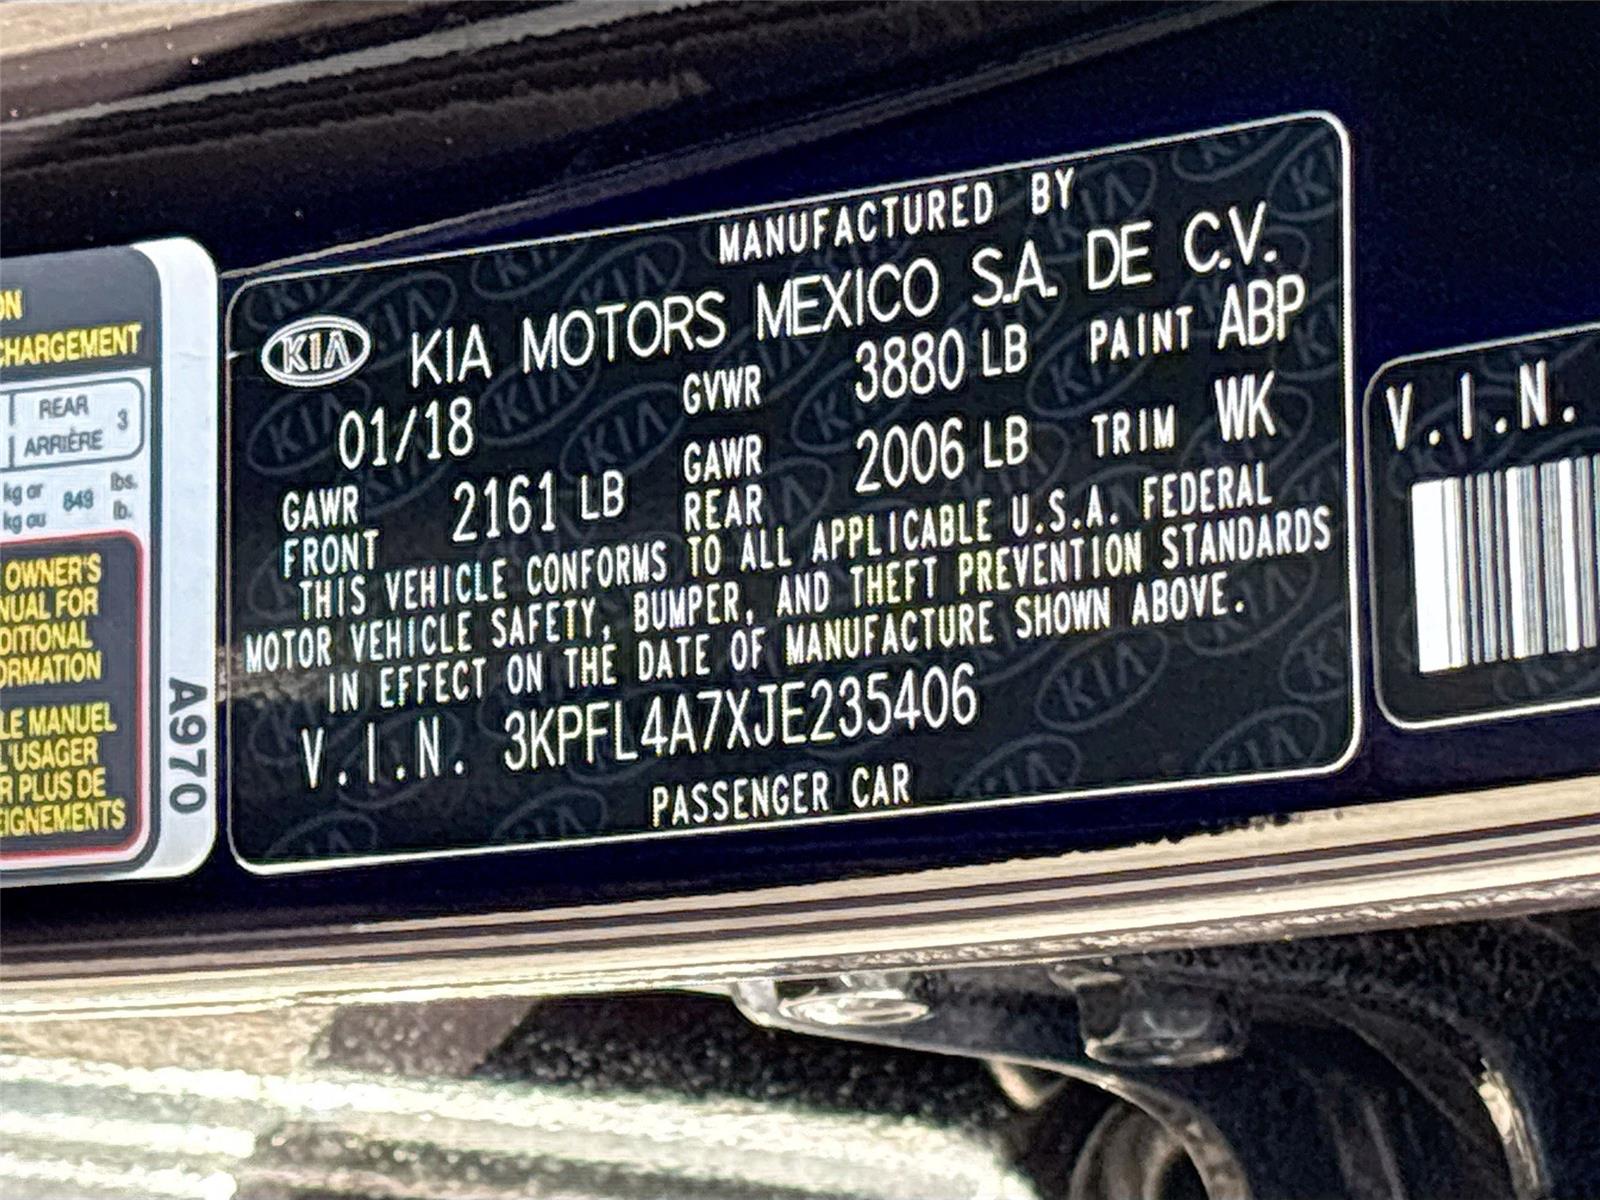 ON
CHARGEMENT
REAR 3
ARRIÈRE
kg or 849 lbs.
kg ou lb.
OWNER'S
NUAL FOR
DITIONAL
ORMATION
LE MANUEL
L'USAGER
R PLUS DE
EIGNEMENTS
A970
MANUFACTURED BY
KIA KIA MOTORS MEXICO S.A. DE C.V.
01/18 GVWR 3880 LB PAINT ABP
GAWR FRONT 2161 LB GAWR REAR 2006 LB TRIM WK
THIS VEHICLE CONFORMS TO ALL APPLICABLE U.S.A. FEDERAL
MOTOR VEHICLE SAFETY, BUMPER, AND THEFT PREVENTION STANDARDS
IN EFFECT ON THE DATE OF MANUFACTURE SHOWN ABOVE.
V.I.N. 3KPFL4A7XJE235406
PASSENGER CAR
V.I.N.